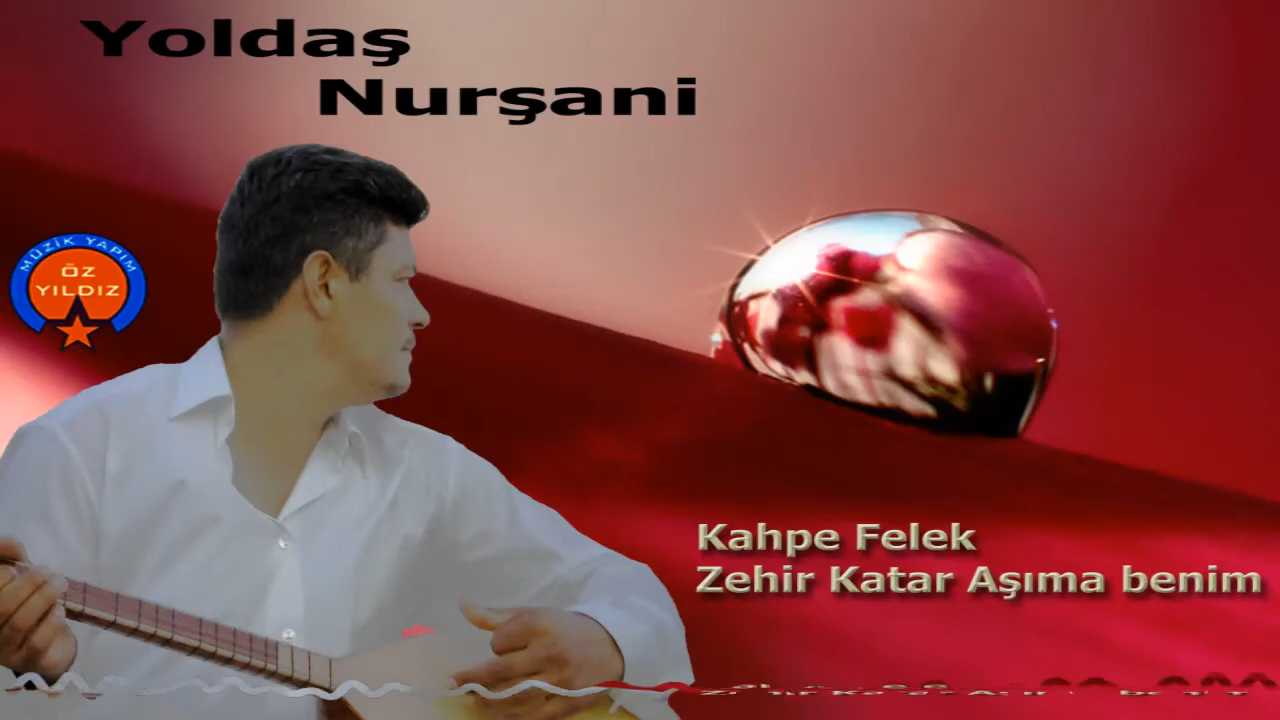 Yoldaş
Nurşani
MÜZİK YAPIM
ÖZ
YILDIZ
Kahpe Felek
Zehir Katar Aşıma benim